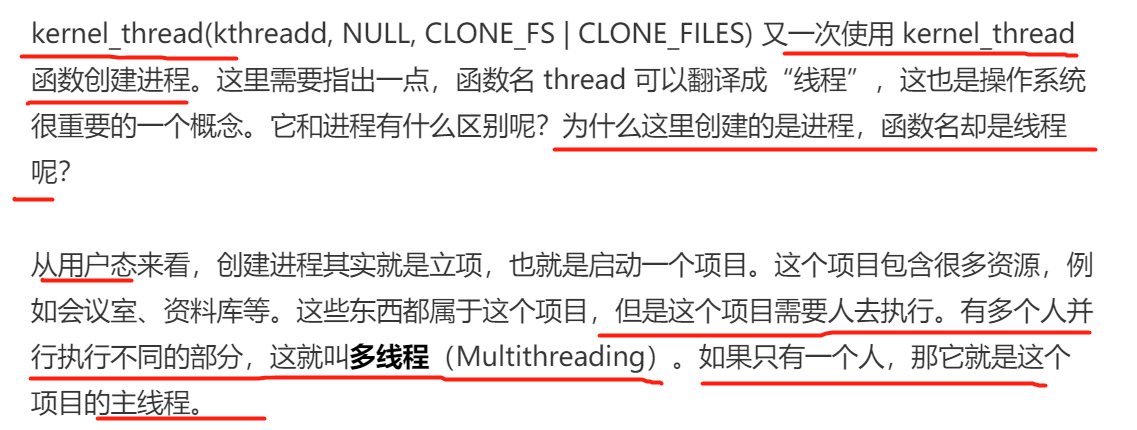 kernel_thread(kthreadd, NULL, CLONE_FS | CLONE_FILES) 又一次使用 kernel_thread
函数创建进程。这里需要指出一点，函数名 thread 可以翻译成“线程”，这也是操作系统
很重要的一个概念。它和进程有什么区别呢？为什么这里创建的是进程，函数名却是线程
呢？
从用户态来看，创建进程其实就是立项，也就是启动一个项目。这个项目包含很多资源，例
如会议室、资料库等。这些东西都属于这个项目，但是这个项目需要人去执行。有多个人并
行执行不同的部分，这就叫多线程（Multithreading）。如果只有一个人，那它就是这个
项目的主线程。